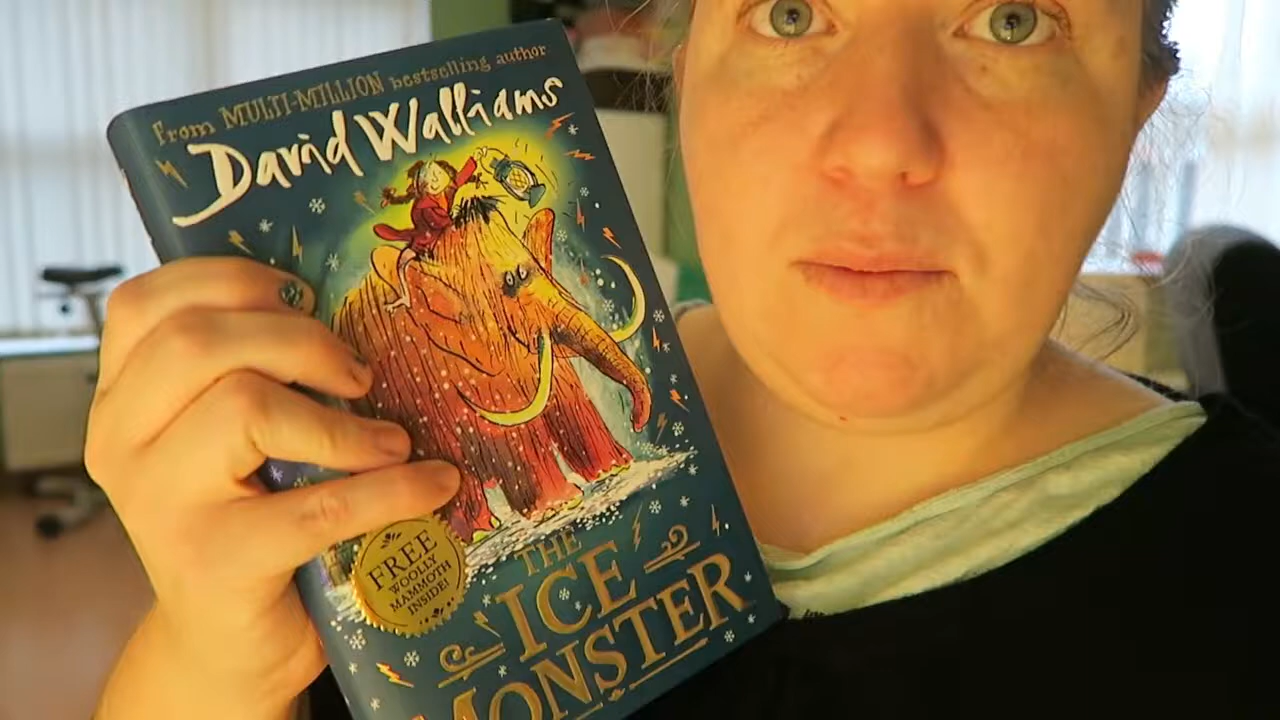 From MULTI-MILLION bestselling author
David Walliams
FREE
WOOLLY
MAMMOTH
INSIDE!
THE
ICE
MONSTER